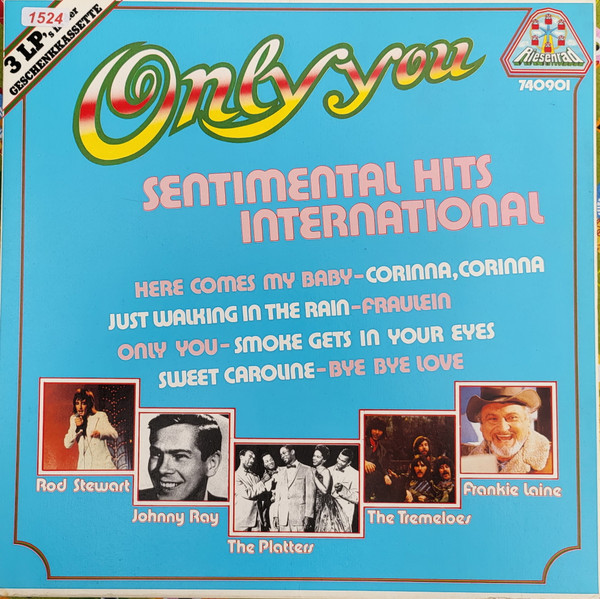 1524
3 LP's in der
GESCHENKKASSETTE
Only you
Riesenrad
740901
SENTIMENTAL HITS
INTERNATIONAL
HERE COMES MY BABY-CORINNA, CORINNA
JUST WALKING IN THE RAIN-FRAULEIN
ONLY YOU-SMOKE GETS IN YOUR EYES
SWEET CAROLINE-BYE BYE LOVE
Rod Stewart
Johnny Ray
The Platters
The Tremeloes
Frankie Laine